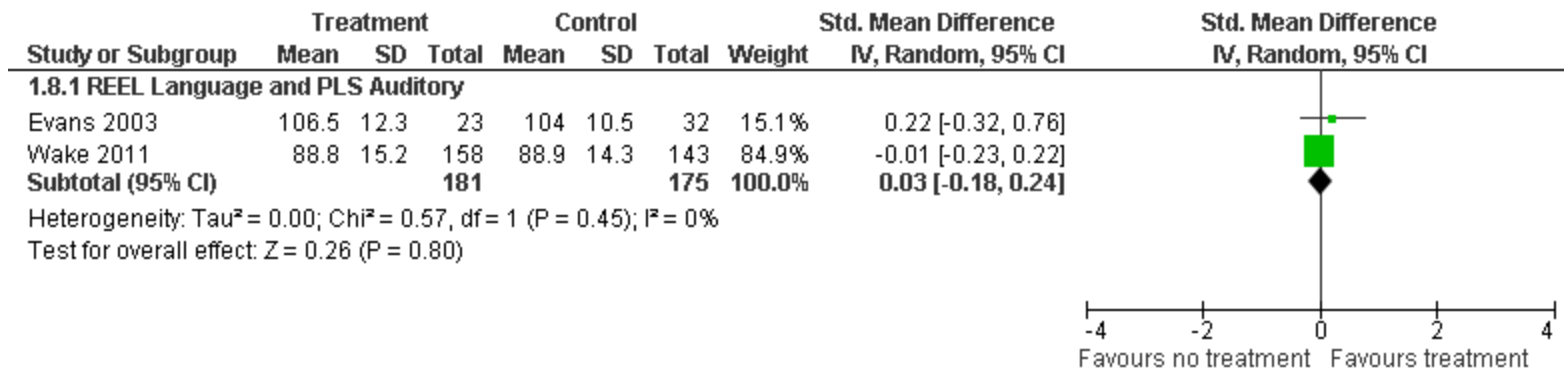 Treatment Control Std. Mean Difference Std. Mean Difference
Study or Subgroup Mean SD Total Mean SD Total Weight IV, Random, 95% CI IV, Random, 95% CI
1.8.1 REEL Language and PLS Auditory
Evans 2003 106.5 12.3 23 104 10.5 32 15.1% 0.22 [-0.32, 0.76]
Wake 2011 88.8 15.2 158 88.9 14.3 143 84.9% -0.01 [-0.23, 0.22]
Subtotal (95% CI) 181 175 100.0% 0.03 [-0.18, 0.24]
Heterogeneity: Tau² = 0.00; Chi² = 0.57, df = 1 (P = 0.45); I² = 0%
Test for overall effect: Z = 0.26 (P = 0.80)
-4 -2 0 2 4
Favours no treatment Favours treatment